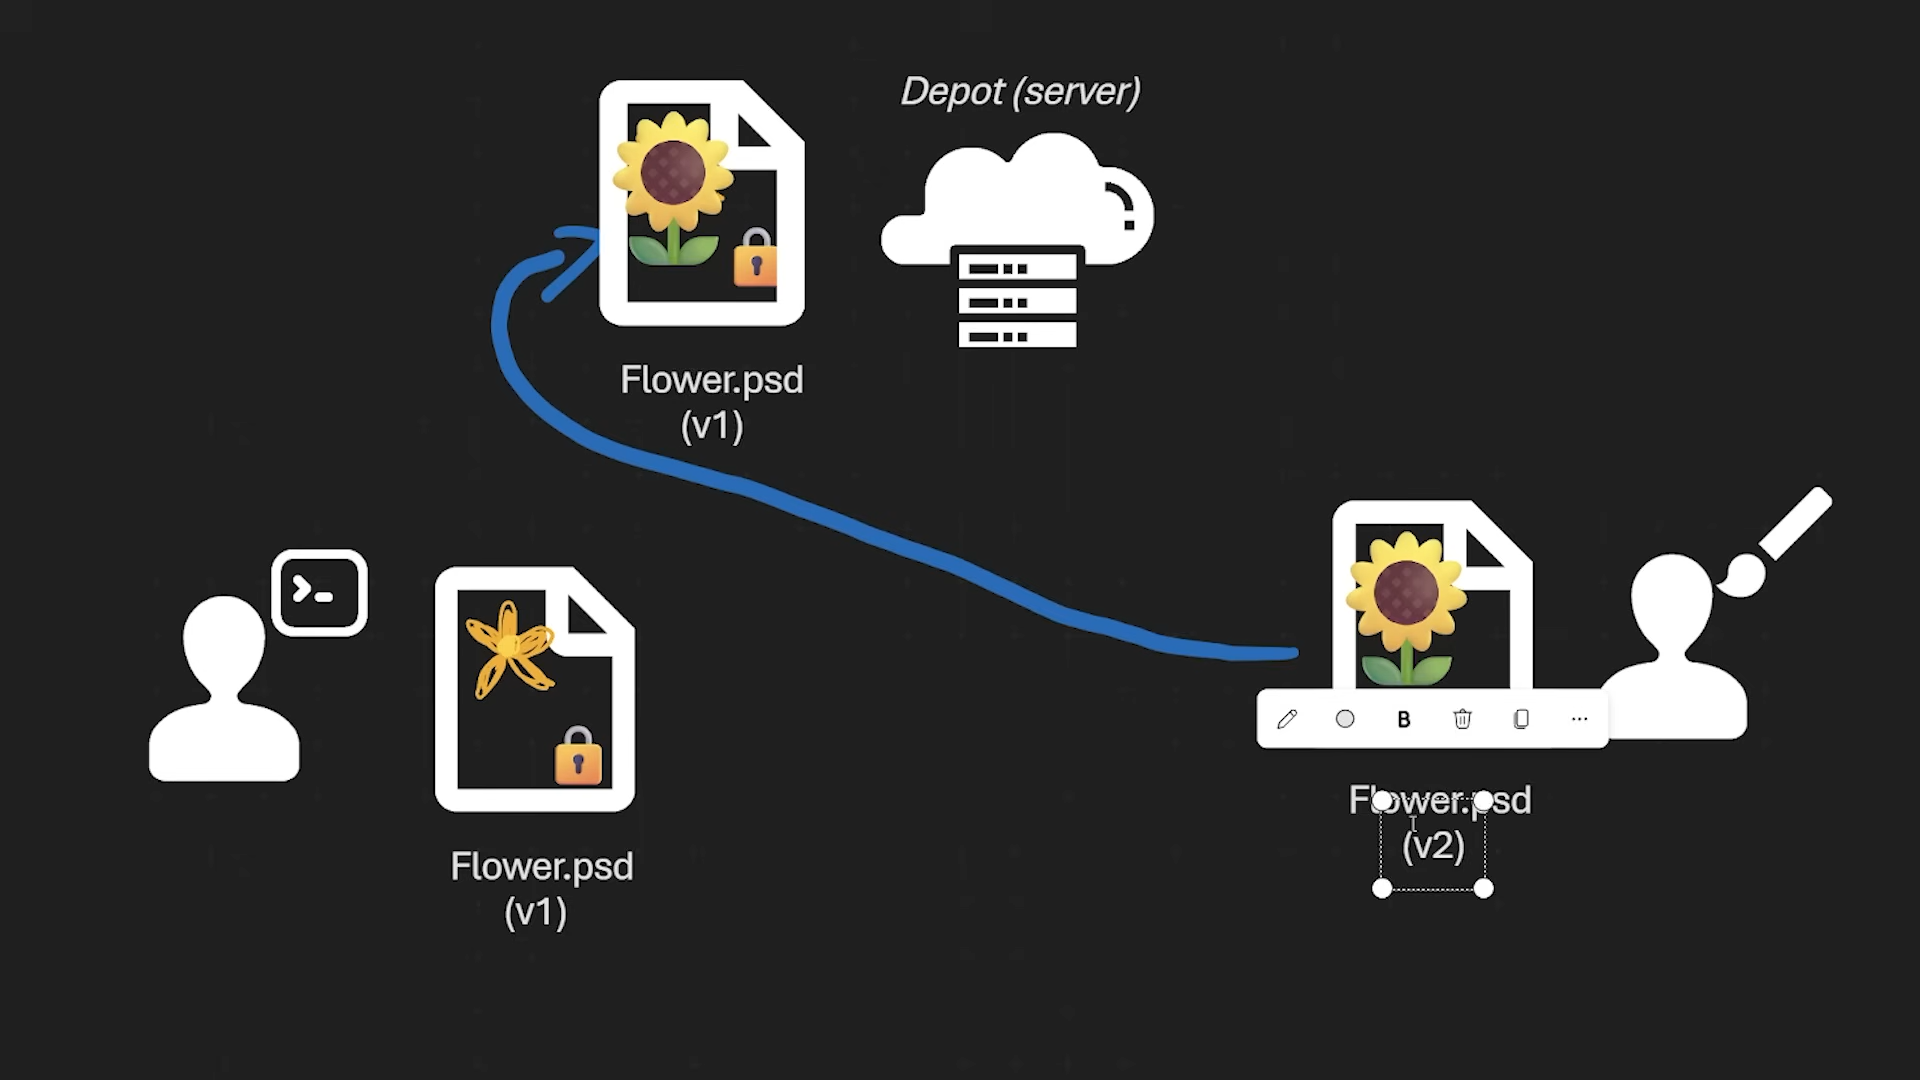 Depot (server)
Flower.psd
(v1)
>-
Flower.psd
(v1)
B
Flower.psd
(v2)